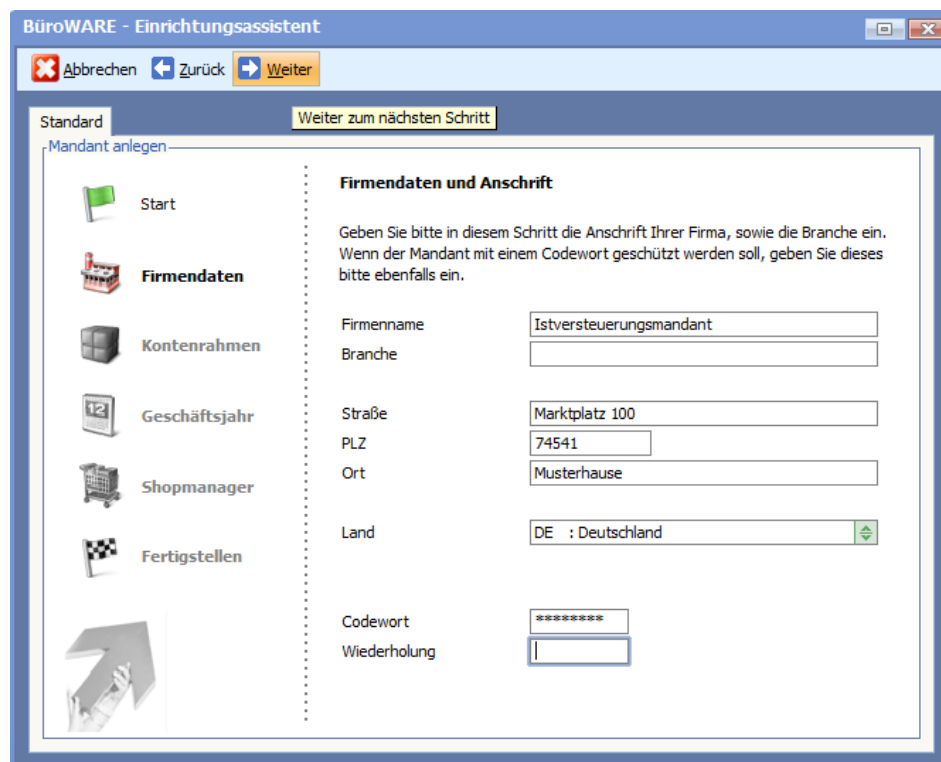 BüroWARE - Einrichtungsassistent
Abbrechen Zurück Weiter
Weiter zum nächsten Schritt
Standard
Mandant anlegen
Start
Firmendaten
Kontenrahmen
12
Geschäftsjahr
Shopmanager
Fertigstellen
Firmendaten und Anschrift
Geben Sie bitte in diesem Schritt die Anschrift Ihrer Firma, sowie die Branche ein.
Wenn der Mandant mit einem Codewort geschützt werden soll, geben Sie dieses
bitte ebenfalls ein.
Firmenname Istversteuerungsmandant
Branche
Straße Marktplatz 100
PLZ 74541
Ort Musterhause
Land DE : Deutschland
Codewort ********
Wiederholung